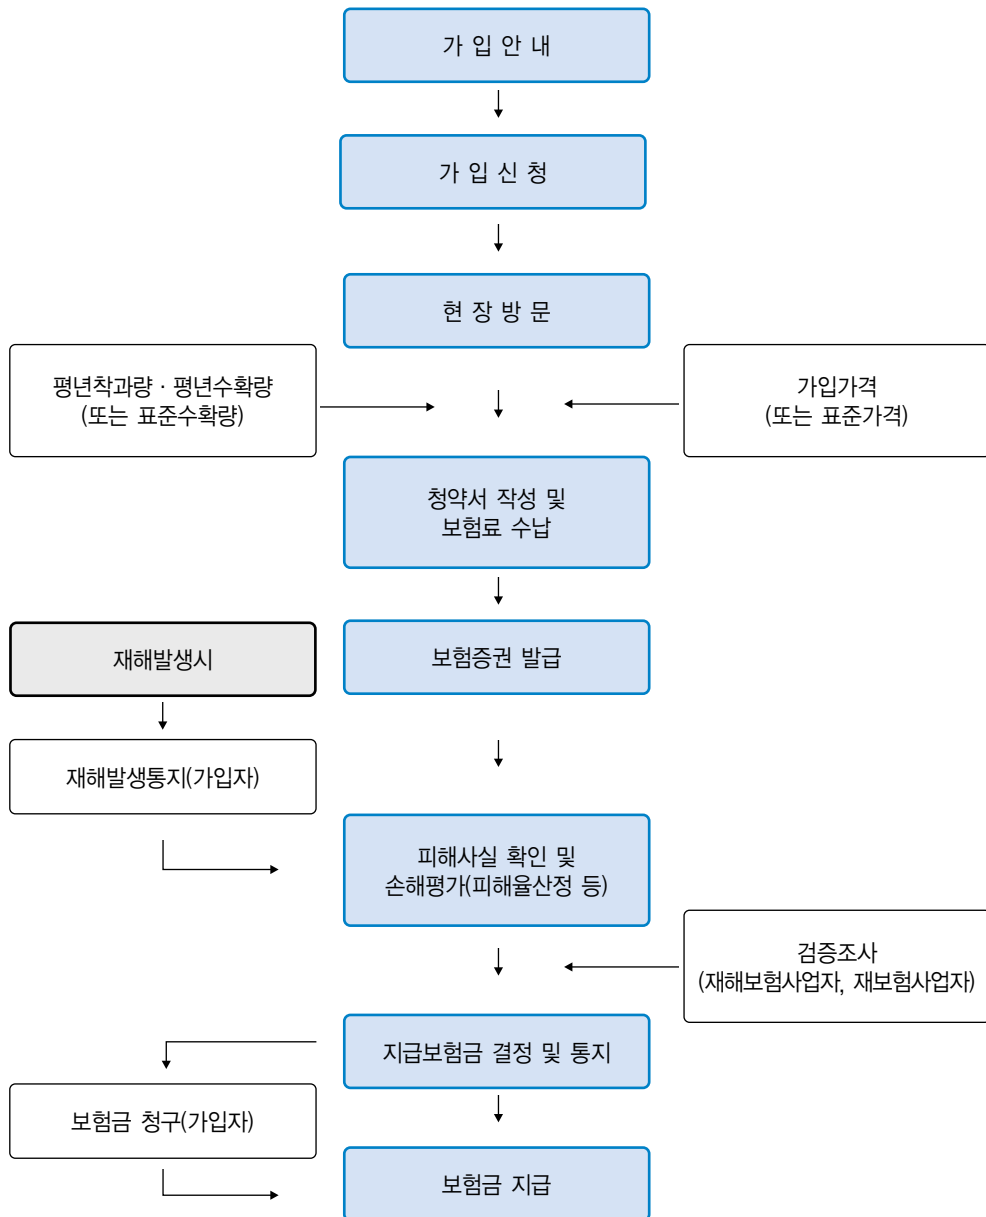 가 입 안 내
가 입 신 청
현 장 방 문
평년착과량 · 평년수확량
(또는 표준수확량)
가입가격
(또는 표준가격)
청약서 작성 및
보험료 수납
재해발생시
보험증권 발급
재해발생통지(가입자)
피해사실 확인 및
손해평가(피해율산정 등)
검증조사
(재해보험사업자, 재보험사업자)
지급보험금 결정 및 통지
보험금 청구(가입자)
보험금 지급